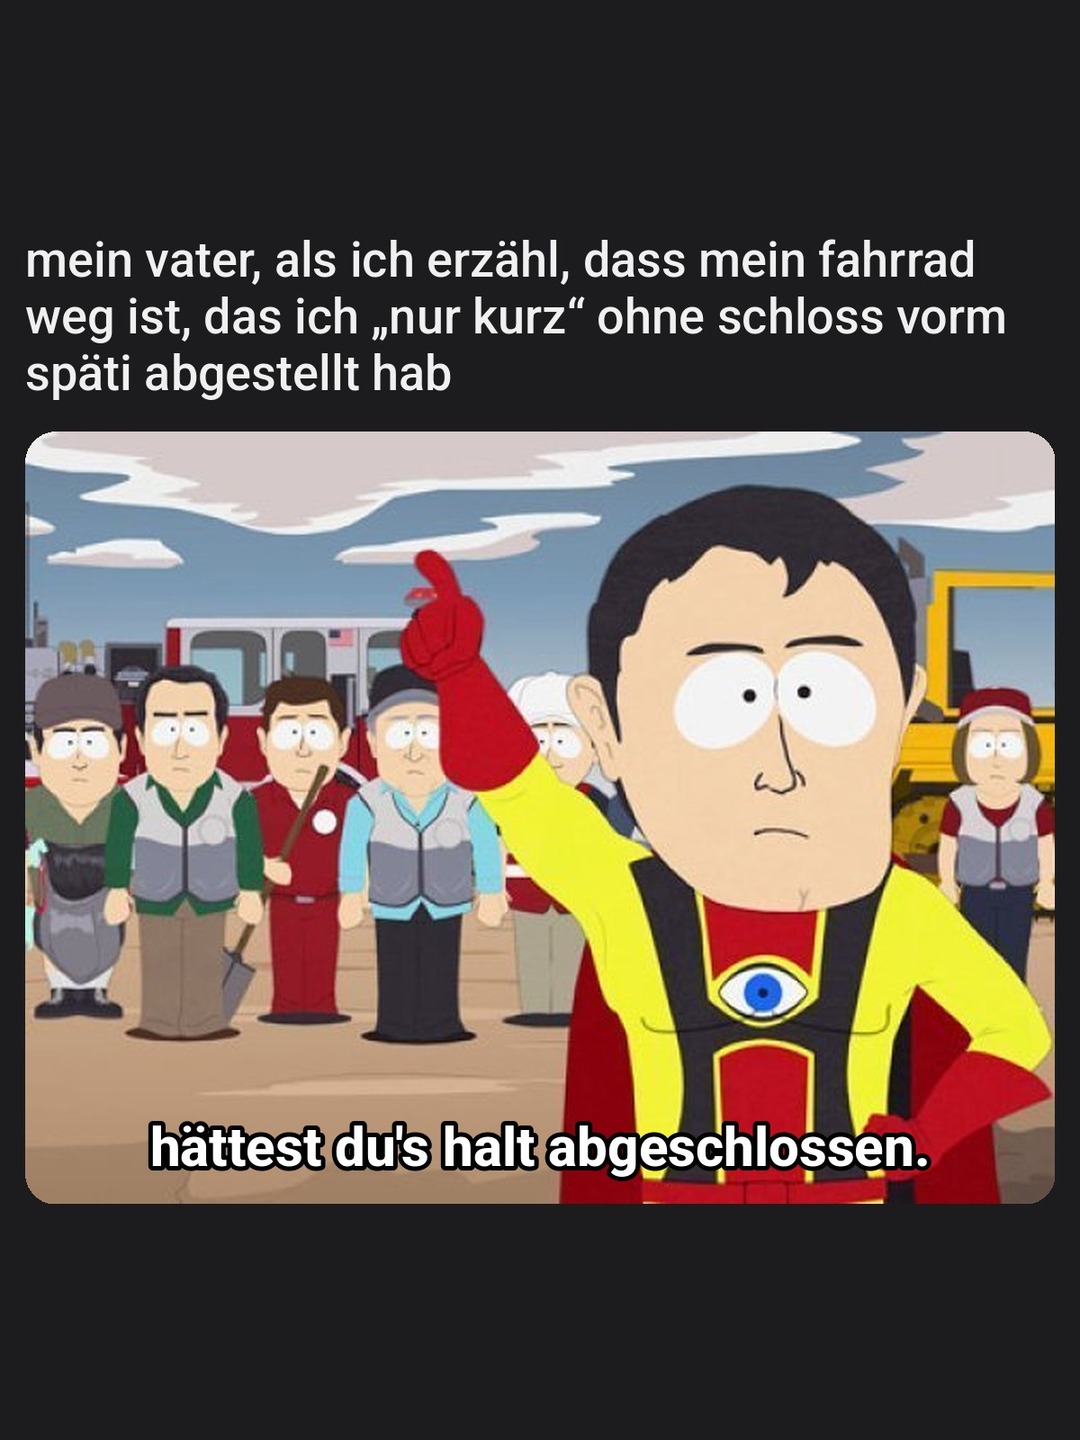 mein vater, als ich erzähl, dass mein fahrrad
weg ist, das ich „nur kurz“ ohne schloss vorm
späti abgestellt hab
hättest du's halt abgeschlossen.